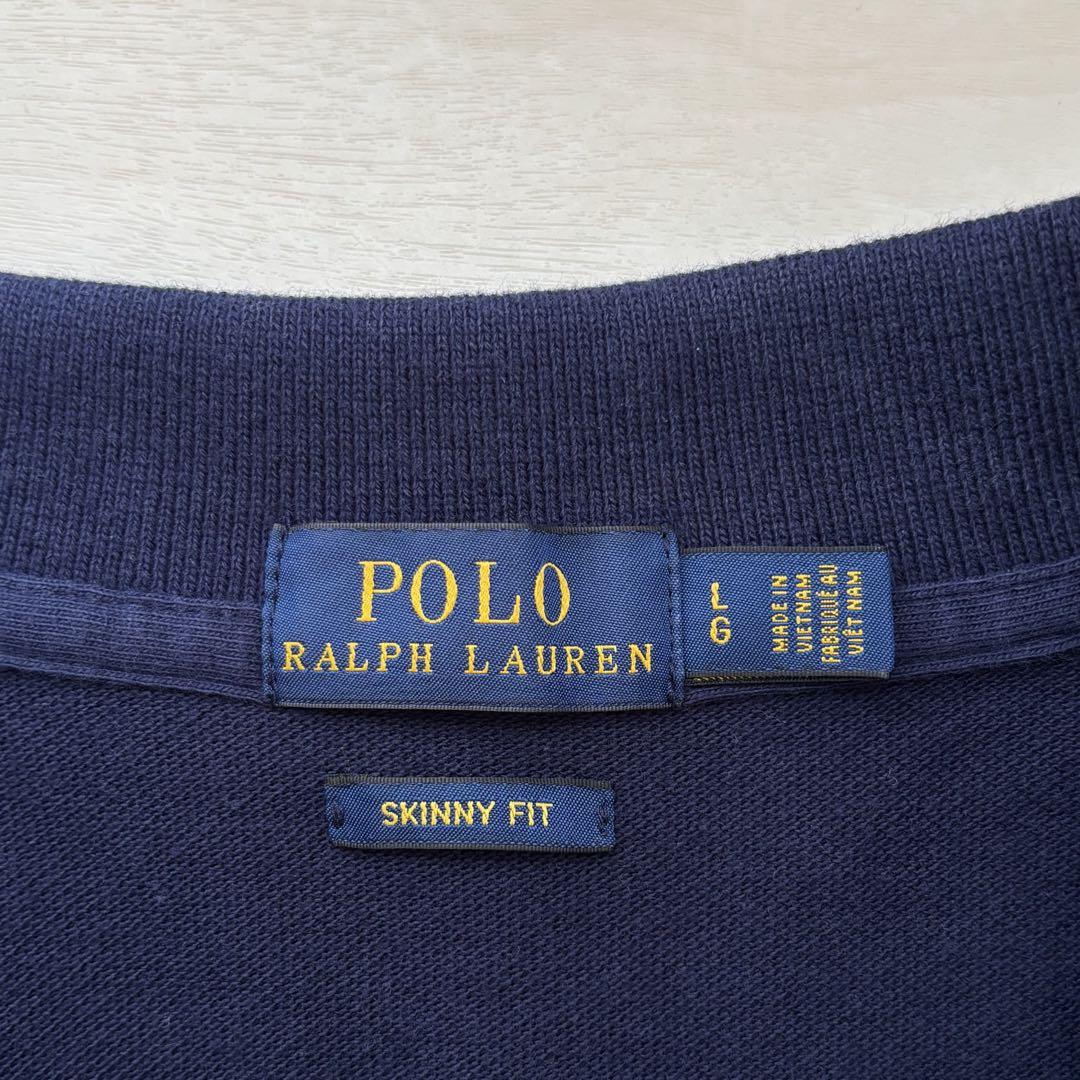 POLO
RALPH LAUREN
L
G
MADE IN
VIETNAM
FABRIQUÉ AU
VIÊT NAM
SKINNY FIT